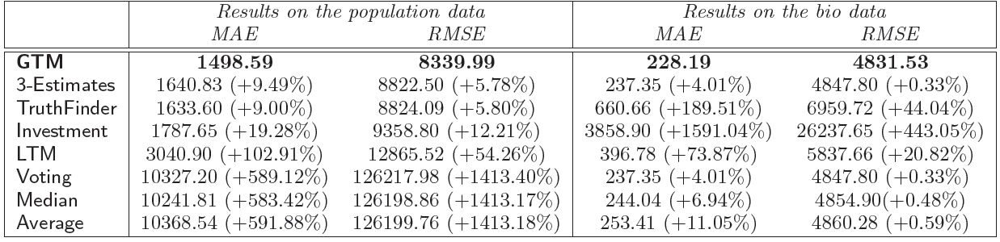 Results on the population data Results on the bio data
MAE RMSE MAE RMSE
GTM 1498.59 8339.99 228.19 4831.53
3-Estimates 1640.83 (+9.49%) 8822.50 (+5.78%) 237.35 (+4.01%) 4847.80 (+0.33%)
TruthFinder 1633.60 (+9.00%) 8824.09 (+5.80%) 660.66 (+189.51%) 6959.72 (+44.04%)
Investment 1787.65 (+19.28%) 9358.80 (+12.21%) 3858.90 (+1591.04%) 26237.65 (+443.05%)
LTM 3040.90 (+102.91%) 12865.52 (+54.26%) 396.78 (+73.87%) 5837.66 (+20.82%)
Voting 10327.20 (+589.12%) 126217.98 (+1413.40%) 237.35 (+4.01%) 4847.80 (+0.33%)
Median 10241.81 (+583.42%) 126198.86 (+1413.17%) 244.04 (+6.94%) 4854.90(+0.48%)
Average 10368.54 (+591.88%) 126199.76 (+1413.18%) 253.41 (+11.05%) 4860.28 (+0.59%)